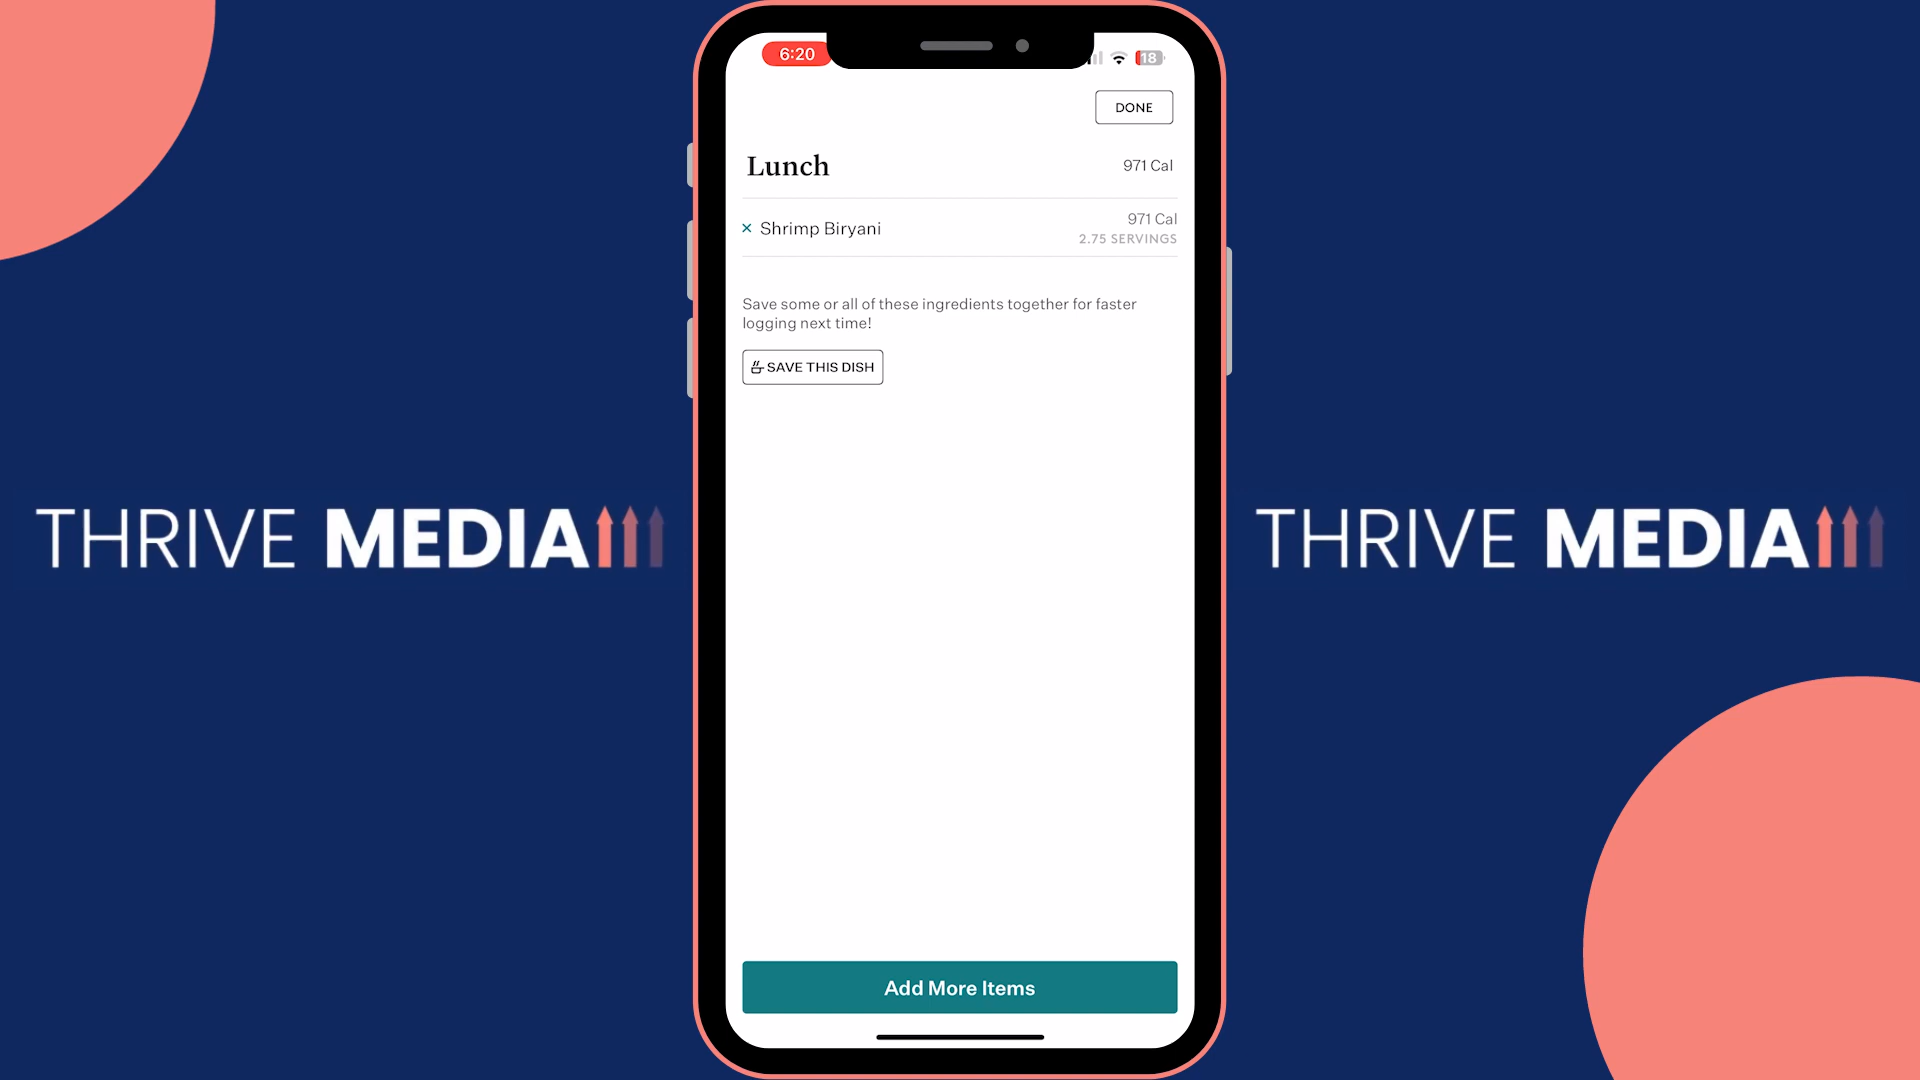 6:20
18
DONE
Lunch
971 Cal
× Shrimp Biryani
971 Cal
2.75 SERVINGS
Save some or all of these ingredients together for faster
logging next time!
SAVE THIS DISH
THRIVE MEDIA
THRIVE MEDIA
Add More Items